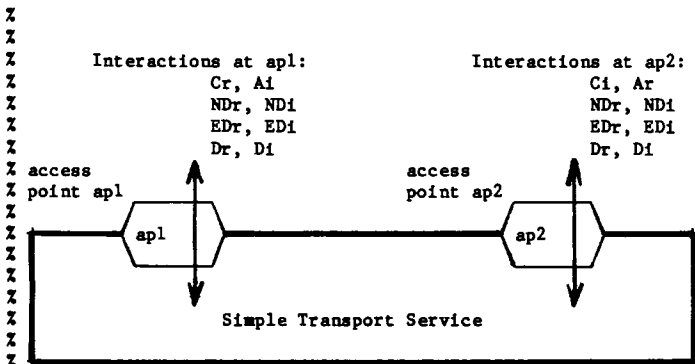 %
%
% Interactions at ap1: Interactions at ap2:
% Cr, Ai Ci, Ar
% NDr, NDi NDr, NDi
% EDr, EDi EDr, EDi
% Dr, Di Dr, Di
% access access
% point ap1 point ap2
%
% ap1 ap2
%
%
%
% Simple Transport Service
%
%